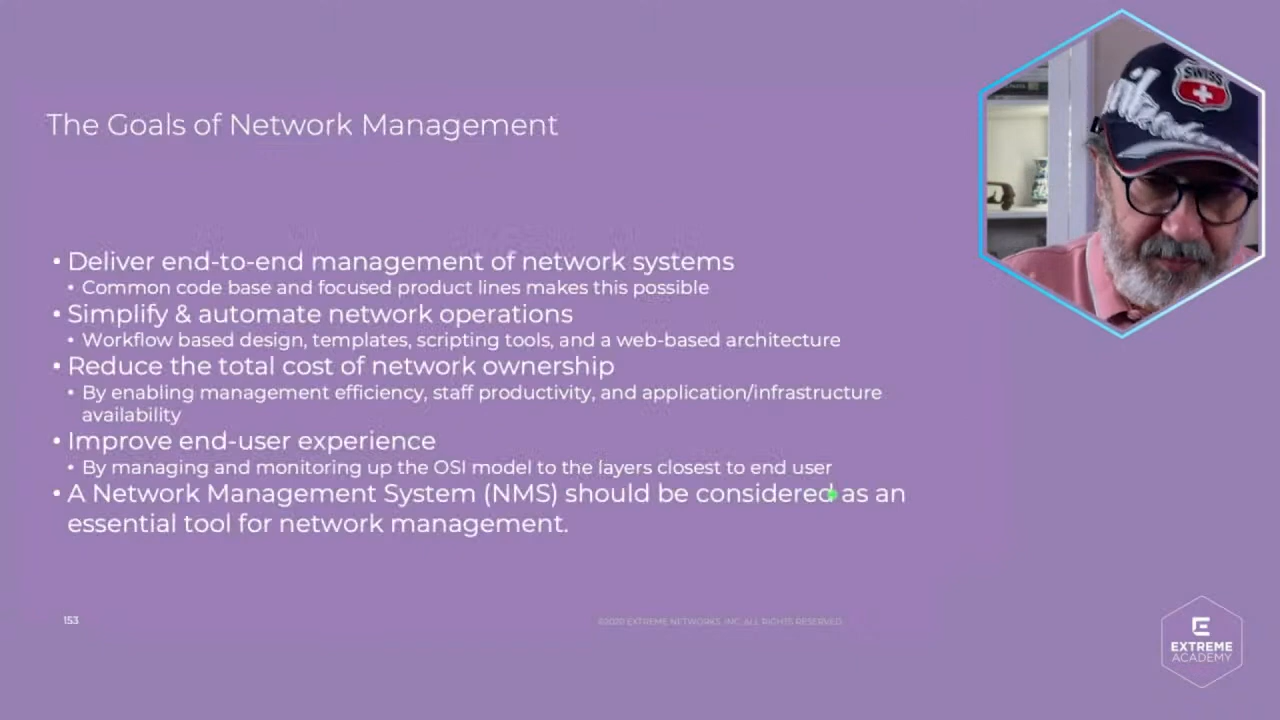 The Goals of Network Management
SWISS
• Deliver end-to-end management of network systems
• Common code base and focused product lines makes this possible
• Simplify & automate network operations
• Workflow based design, templates, scripting tools, and a web-based architecture
• Reduce the total cost of network ownership
• By enabling management efficiency, staff productivity, and application/infrastructure
availability
• Improve end-user experience
• By managing and monitoring up the OSI model to the layers closest to end user
• A Network Management System (NMS) should be considered as an
essential tool for network management.
153
©2020 EXTREME NETWORKS, INC. ALL RIGHTS RESERVED.
EXTREME
ACADEMY